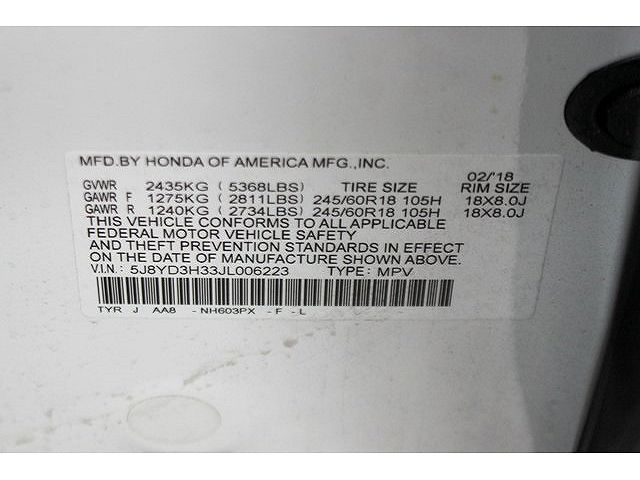 MFD.BY HONDA OF AMERICA MFG.,INC.
02/'18
GVWR 2435KG ( 5368LBS) TIRE SIZE RIM SIZE
GAWR F 1275KG ( 2811LBS) 245/60R18 105H 18X8.0J
GAWR R 1240KG ( 2734LBS) 245/60R18 105H 18X8.0J
THIS VEHICLE CONFORMS TO ALL APPLICABLE
FEDERAL MOTOR VEHICLE SAFETY
AND THEFT PREVENTION STANDARDS IN EFFECT
ON THE DATE OF MANUFACTURE SHOWN ABOVE.
V.I.N.: 5J8YD3H33JL006223 TYPE: MPV
TYR J AA8 - NH603PX - F - L